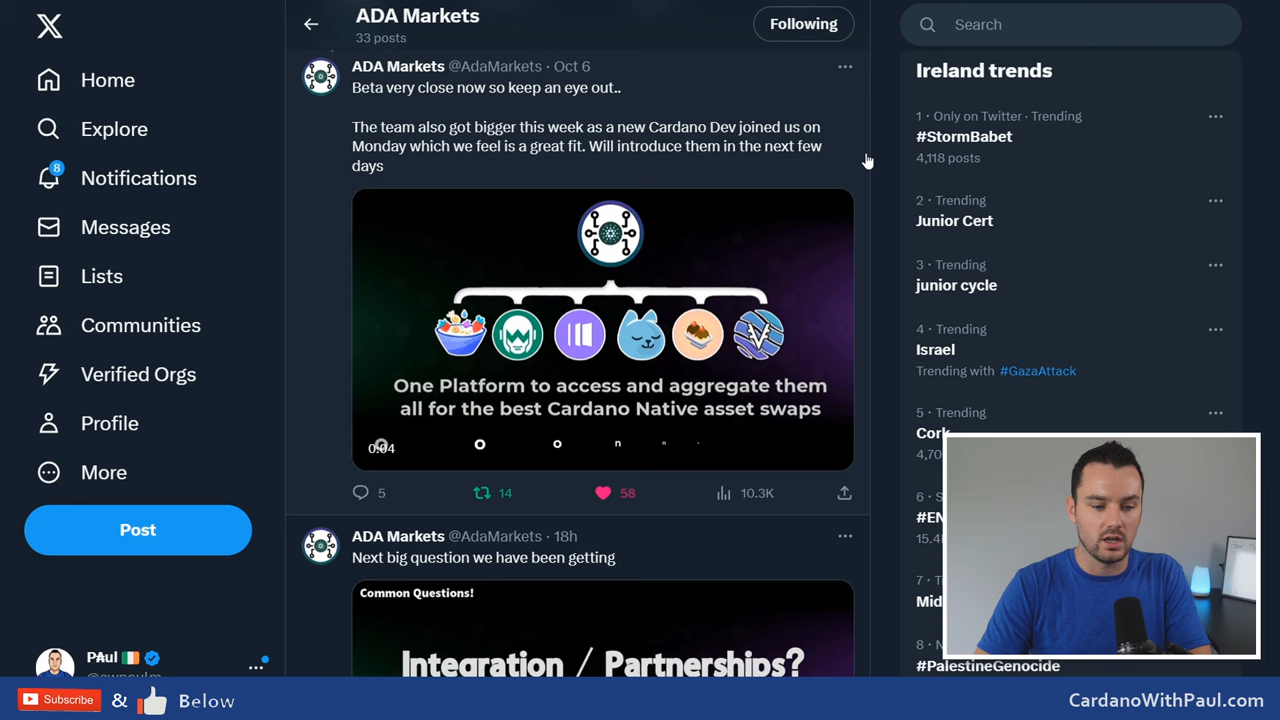 ADA Markets
33 posts
Following
Search
Home
Explore
8
Notifications
Messages
Lists
Communities
Verified Orgs
Profile
More
Post
PȺul
ADA Markets @AdaMarkets · Oct 6
Beta very close now so keep an eye out..
The team also got bigger this week as a new Cardano Dev joined us on
Monday which we feel is a great fit. Will introduce them in the next few
days
One Platform to access and aggregate them
all for the best Cardano Native asset swaps
0:04
5
14
58
10.3K
ADA Markets @AdaMarkets · 18h
Next big question we have been getting
Common Questions!
Integration / Partnerships?
Ireland trends
1 · Only on Twitter · Trending
#StormBabet
4,118 posts
2 · Trending
Junior Cert
3 · Trending
junior cycle
4 · Trending
Israel
Trending with #GazaAttack
5 · Trending
Cork
#PalestineGenocide
Subscribe & Below
CardanoWithPaul.com